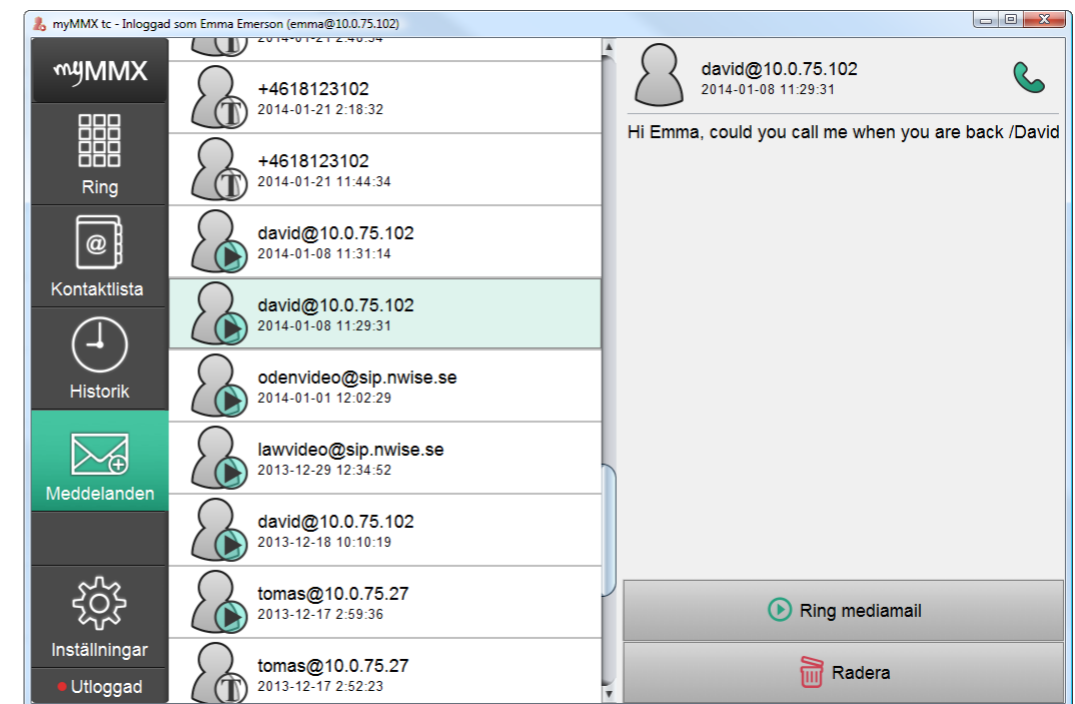 myMMX tc - Inloggad som Emma Emerson (emma@10.0.75.102)
myMMX
Ring
Kontaktlista
Historik
Meddelanden
Inställningar
Utloggad
2014-01-21 2:48:34
+4618123102
2014-01-21 2:18:32
+4618123102
2014-01-21 11:44:34
david@10.0.75.102
2014-01-08 11:31:14
david@10.0.75.102
2014-01-08 11:29:31
odenvideo@sip.nwise.se
2014-01-01 12:02:29
lawvideo@sip.nwise.se
2013-12-29 12:34:52
david@10.0.75.102
2013-12-18 10:10:19
tomas@10.0.75.27
2013-12-17 2:59:36
tomas@10.0.75.27
2013-12-17 2:52:23
david@10.0.75.102
2014-01-08 11:29:31
Hi Emma, could you call me when you are back /David
Ring mediamail
Radera